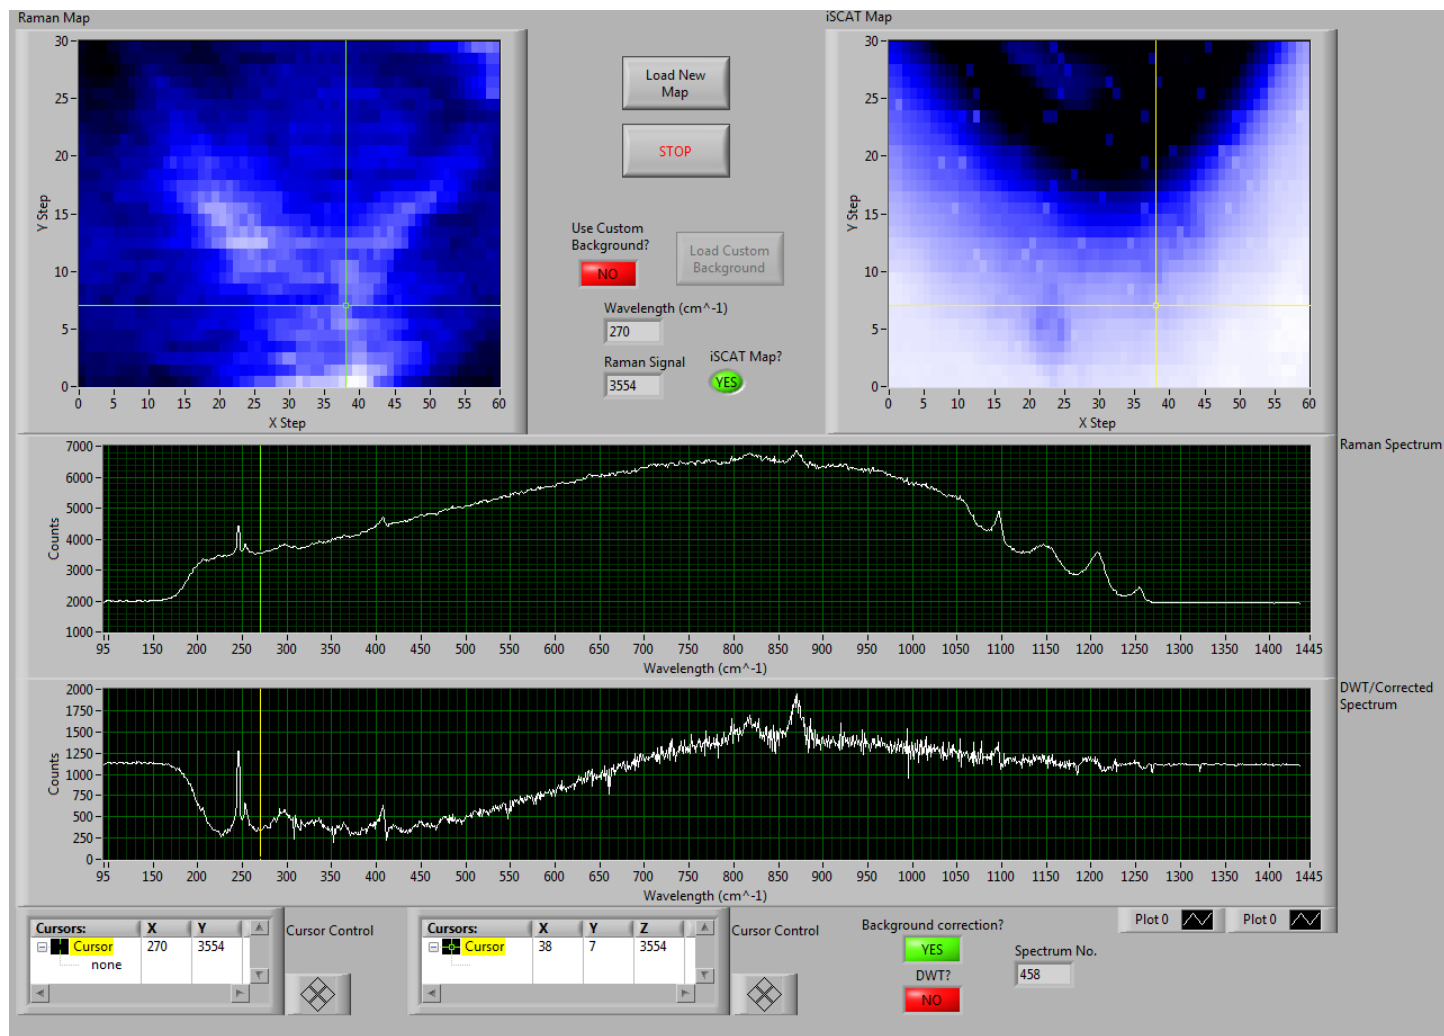 Raman Map
iSCAT Map
30
25
20
15
10
5
0
Y Step
0 5 10 15 20 25 30 35 40 45 50 55 60
X Step
Load New
Map
STOP
Use Custom
Background?
NO
Load Custom
Background
Wavelength (cm^-1)
270
Raman Signal
3554
iSCAT Map?
YES
30
25
20
15
10
5
0
Y Step
0 5 10 15 20 25 30 35 40 45 50 55 60
X Step
Raman Spectrum
7000
6000
5000
4000
3000
2000
1000
Counts
95 150 200 250 300 350 400 450 500 550 600 650 700 750 800 850 900 950 1000 1050 1100 1150 1200 1250 1300 1350 1400 1445
Wavelength (cm^-1)
DWT/Corrected
Spectrum
2000
1750
1500
1250
1000
750
500
250
0
Counts
95 150 200 250 300 350 400 450 500 550 600 650 700 750 800 850 900 950 1000 1050 1100 1150 1200 1250 1300 1350 1400 1445
Wavelength (cm^-1)
Cursors: X Y
Cursor 270 3554
none
Cursor Control
Cursors: X Y Z
Cursor 38 7 3554
Cursor Control
Background correction?
YES
DWT?
NO
Spectrum No.
458
Plot 0
Plot 0